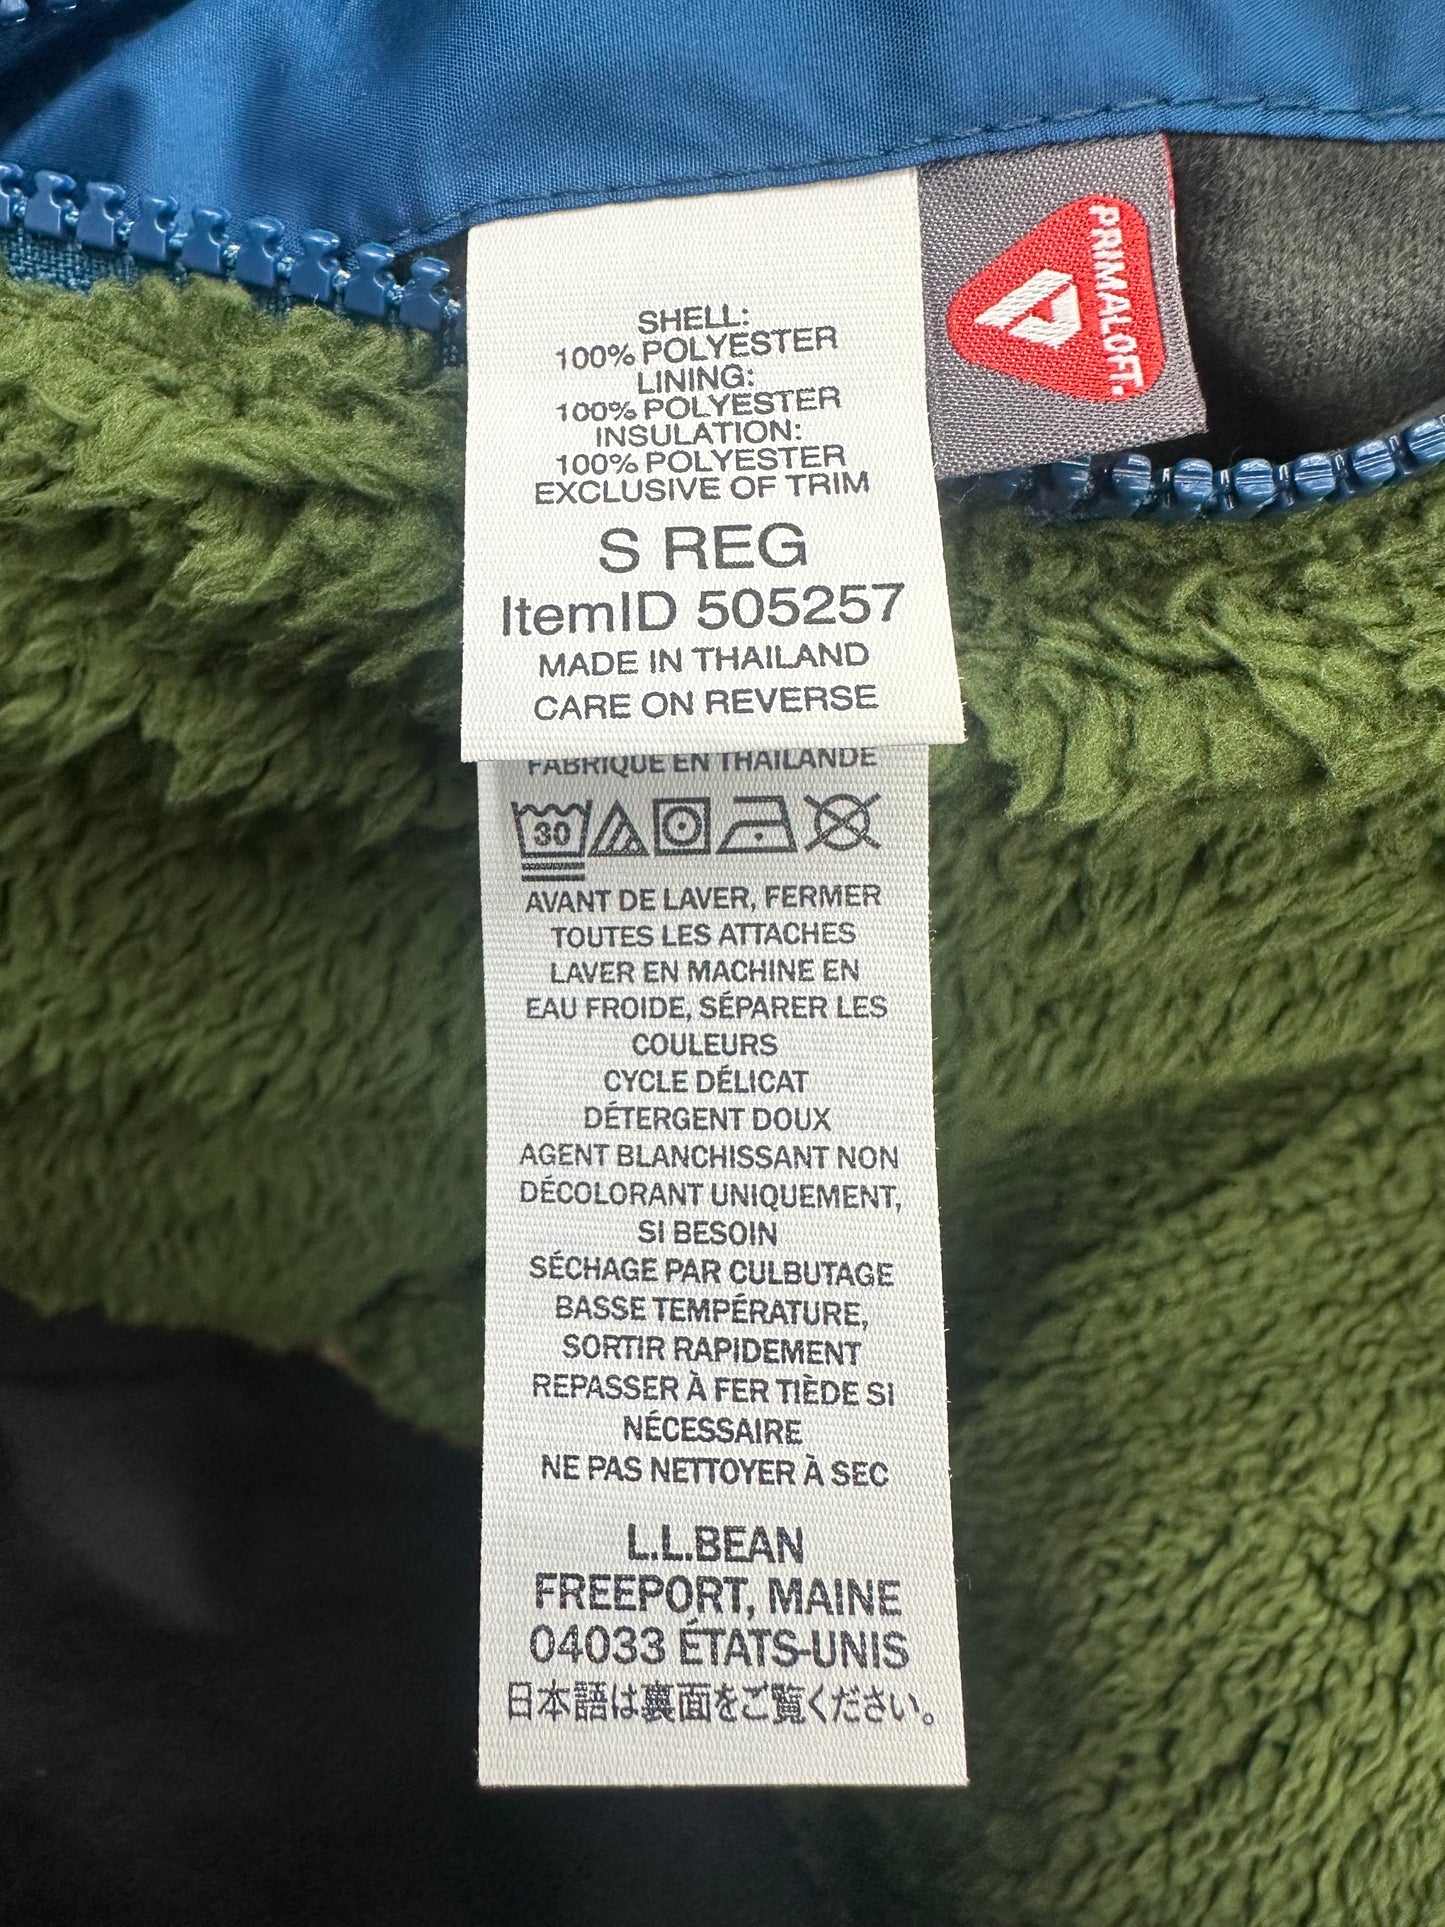 SHELL:
100% POLYESTER
LINING:
100% POLYESTER
INSULATION:
100% POLYESTER
EXCLUSIVE OF TRIM
S REG
ItemID 505257
MADE IN THAILAND
CARE ON REVERSE
PRIMALOFT.
FABRIQUÉ EN THAÏLANDE
30
AVANT DE LAVER, FERMER
TOUTES LES ATTACHES
LAVER EN MACHINE EN
EAU FROIDE, SÉPARER LES
COULEURS
CYCLE DÉLICAT
DÉTERGENT DOUX
AGENT BLANCHISSANT NON
DÉCOLORANT UNIQUEMENT,
SI BESOIN
SÉCHAGE PAR CULBUTAGE
BASSE TEMPÉRATURE,
SORTIR RAPIDEMENT
REPASSER À FER TIÈDE SI
NÉCESSAIRE
NE PAS NETTOYER À SEC
L.L.BEAN
FREEPORT, MAINE
04033 ÉTATS-UNIS
日本語は裏面をご覧ください。